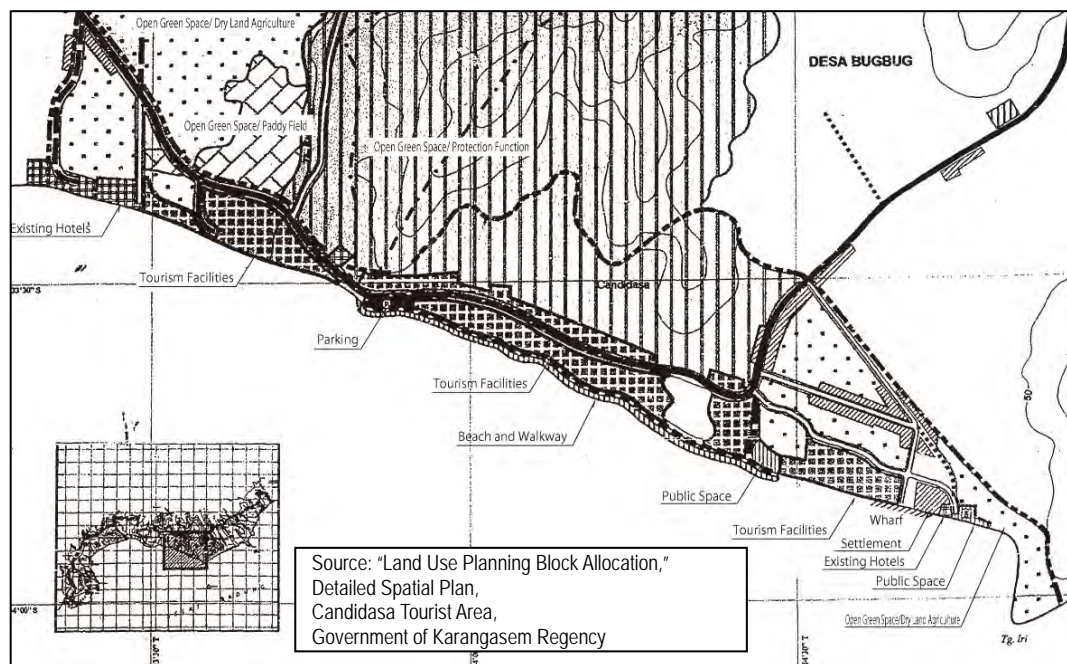 Open Green Space/ Dry Land Agriculture
DESA BUGBUG
Open Green Space/ Paddy Field
Open Green Space/ Protection Function
Existing Hotels
Tourism Facilities
Candidasa
33'30" S
Parking
Tourism Facilities
50
Beach and Walkway
Public Space
Tourism Facilities
Wharf
Settlement
Existing Hotels
Public Space
Open Green Space/Dry Land Agriculture
Tg. Iri
Source: "Land Use Planning Block Allocation,"
Detailed Spatial Plan,
Candidasa Tourist Area,
Government of Karangasem Regency